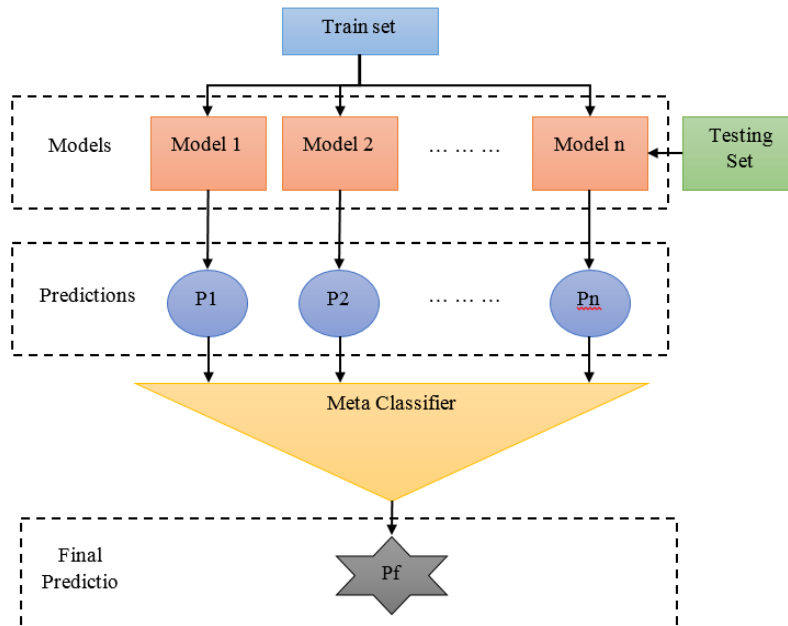 Train set
Models
Model 1
Model 2
... ... ...
Model n
Testing
Set
Predictions
P1
P2
... ... ...
Pn
Meta Classifier
Final
Predictio
Pf